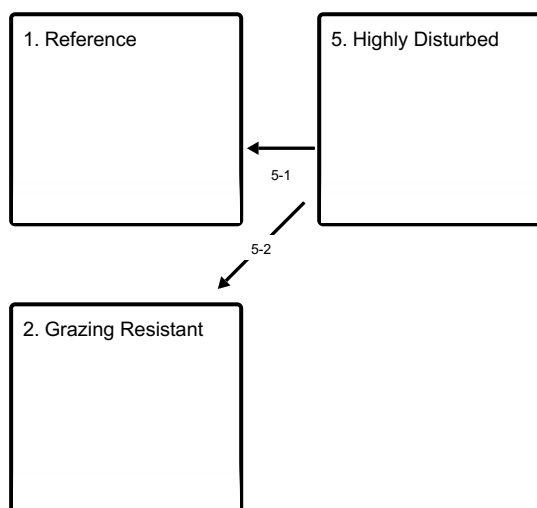 1. Reference
5. Highly Disturbed
5-1
5-2
2. Grazing Resistant